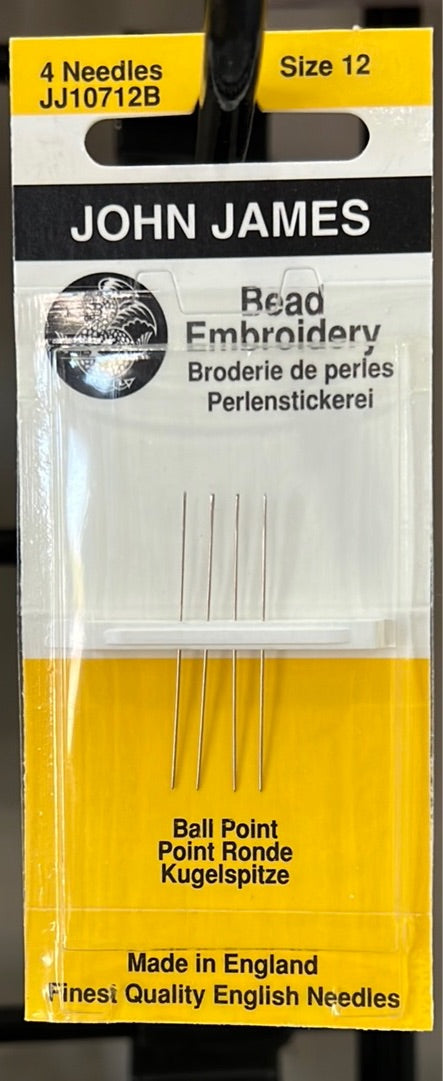 4 Needles
JJ10712B
Size 12
JOHN JAMES
Bead
Embroidery
Broderie de perles
Perlenstickerei
Ball Point
Point Ronde
Kugelspitze
Made in England
Finest Quality English Needles